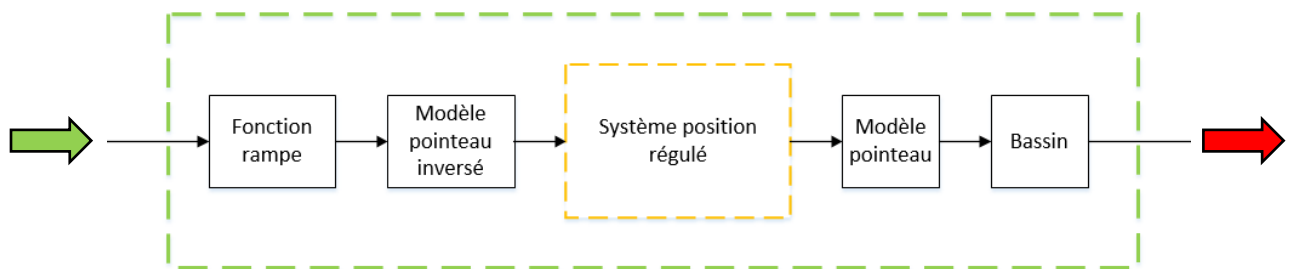 Fonction
rampe
Modèle
pointeau
inversé
Système position
régulé
Modèle
pointeau
Bassin